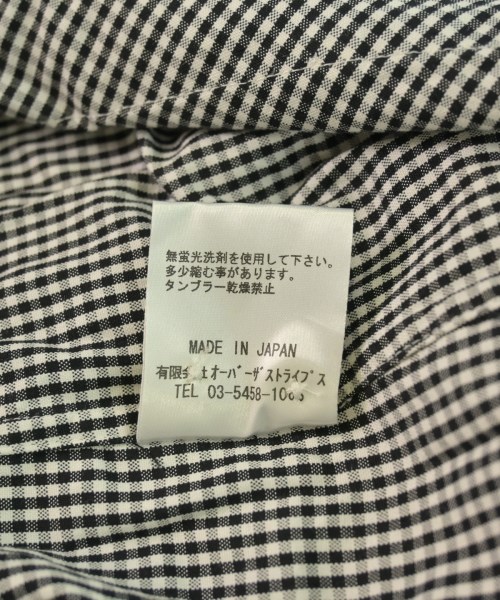 無蛍光洗剤を使用して下さい。
多少縮む事があります。
タンブラー乾燥禁止
MADE IN JAPAN
有限会社オーバーザストライプス
TEL 03-5458-10